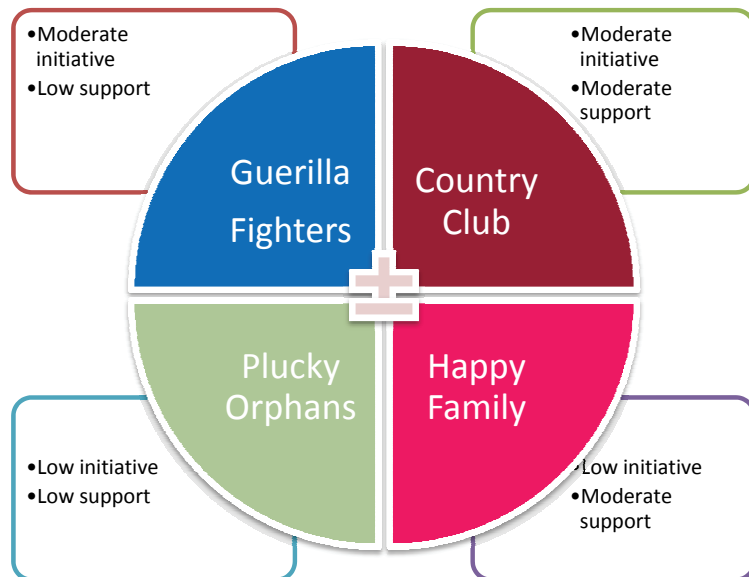 •Moderate
initiative
•Low support
•Moderate
initiative
•Moderate
support
Guerilla
Fighters
Country
Club
Plucky
Orphans
Happy
Family
•Low initiative
•Low support
•Low initiative
•Moderate
support